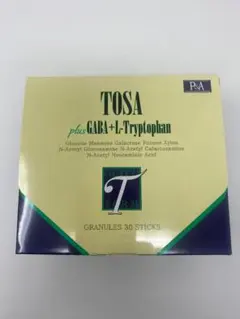 P&A
TOSA
plus GABA+L-Tryptophan
Glucose Mannose Galactose Fucose Xylose
N-Acetyl Glucosamine N-Acetyl Galactosamine
N-Acetyl Neuraminic Acid
T
GRANULES 30 STICKS